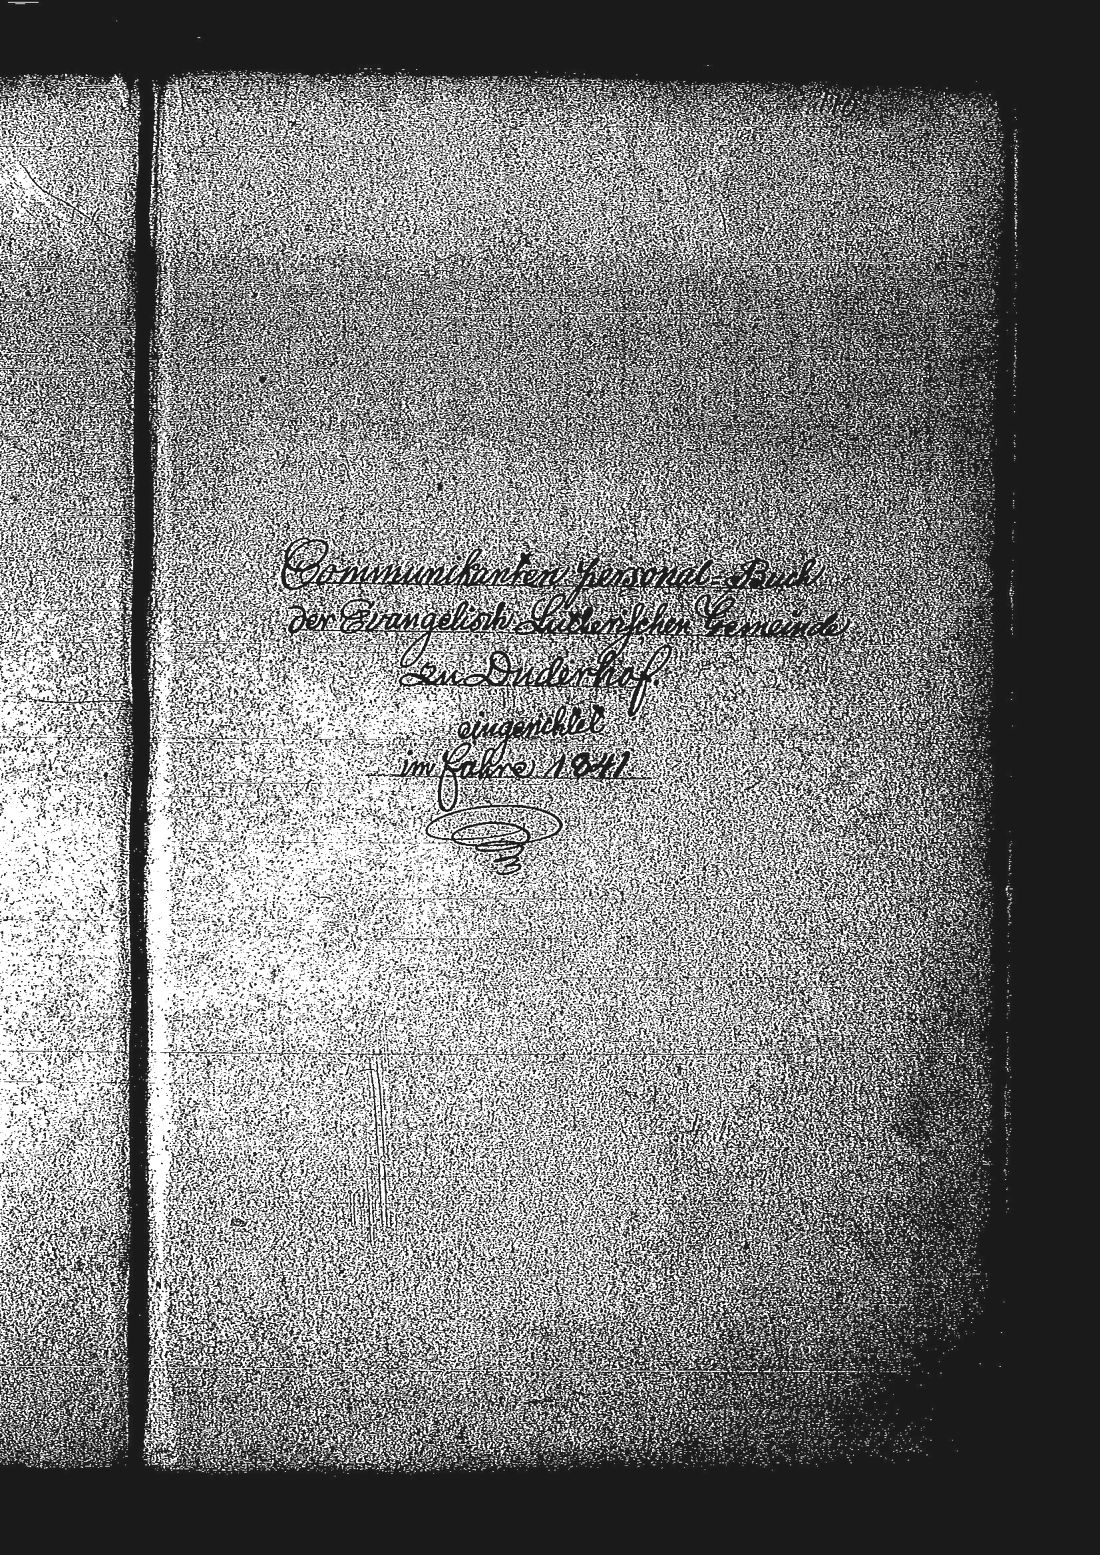 Communikanten Personal=Buch
der Evangelisch Lutherischen Gemeinde
zu Duderhof.
eingerichtet
im Jahre 1841